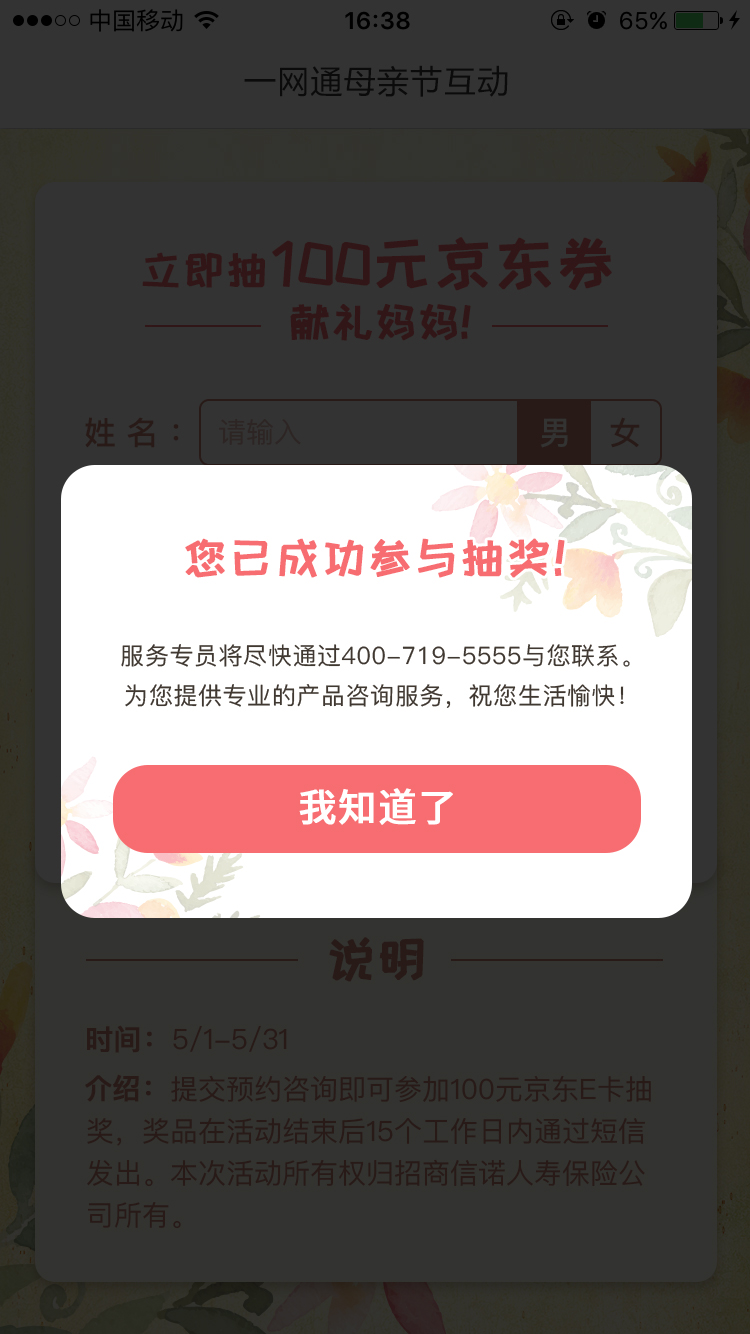 中国移动 16:38 65%
一网通母亲节互动
立即抽100元京东券
献礼妈妈!
姓名： 请输入 男 女
您已成功参与抽奖!
服务专员将尽快通过400-719-5555与您联系。
为您提供专业的产品咨询服务，祝您生活愉快！
我知道了
说明
时间：5/1-5/31
介绍：提交预约咨询即可参加100元京东E卡抽
奖，奖品在活动结束后15个工作日内通过短信
发出。本次活动所有权归招商信诺人寿保险公
司所有。